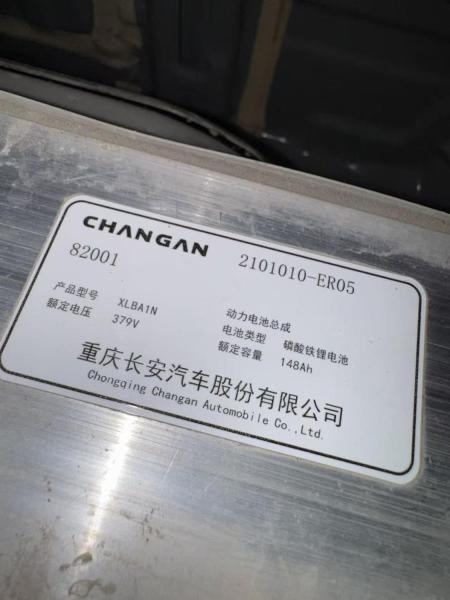 CHANGAN 2101010-ER05
82001 动力电池总成
产品型号 XLBA1N 电池类型 磷酸铁锂电池
额定电压 379V 额定容量 148Ah
重庆长安汽车股份有限公司
Chongqing Changan Automobile Co.,Ltd.